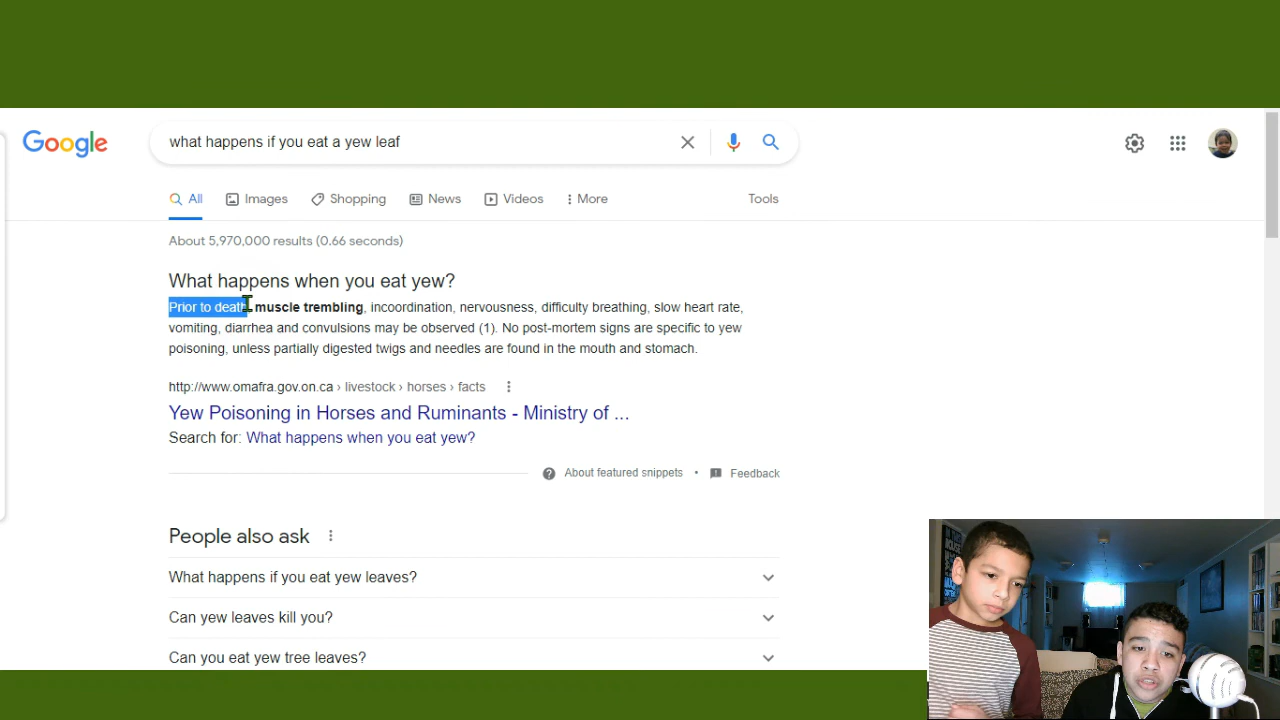 Google
what happens if you eat a yew leaf
All Images Shopping News Videos More Tools
About 5,970,000 results (0.66 seconds)
What happens when you eat yew?
Prior to death, muscle trembling, incoordination, nervousness, difficulty breathing, slow heart rate,
vomiting, diarrhea and convulsions may be observed (1). No post-mortem signs are specific to yew
poisoning, unless partially digested twigs and needles are found in the mouth and stomach.
http://www.omafra.gov.on.ca › livestock › horses › facts
Yew Poisoning in Horses and Ruminants - Ministry of ...
Search for: What happens when you eat yew?
About featured snippets • Feedback
People also ask
What happens if you eat yew leaves?
Can yew leaves kill you?
Can you eat yew tree leaves?